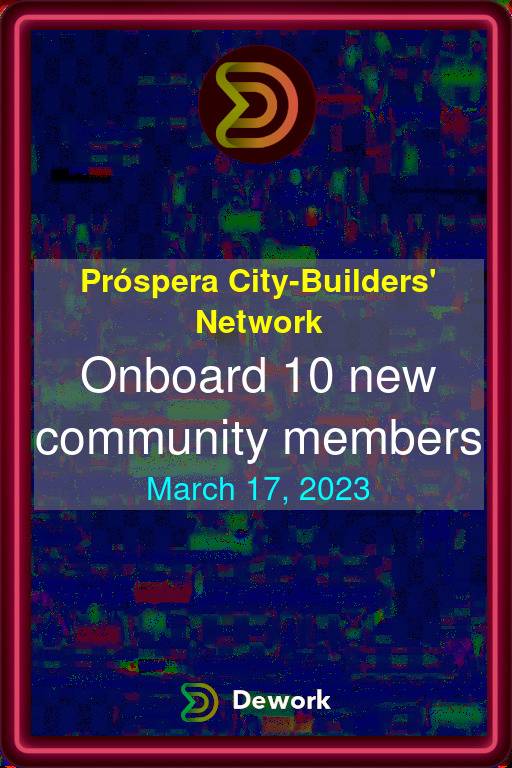 Próspera City-Builders'
Network
Onboard 10 new
community members
March 17, 2023
Dework